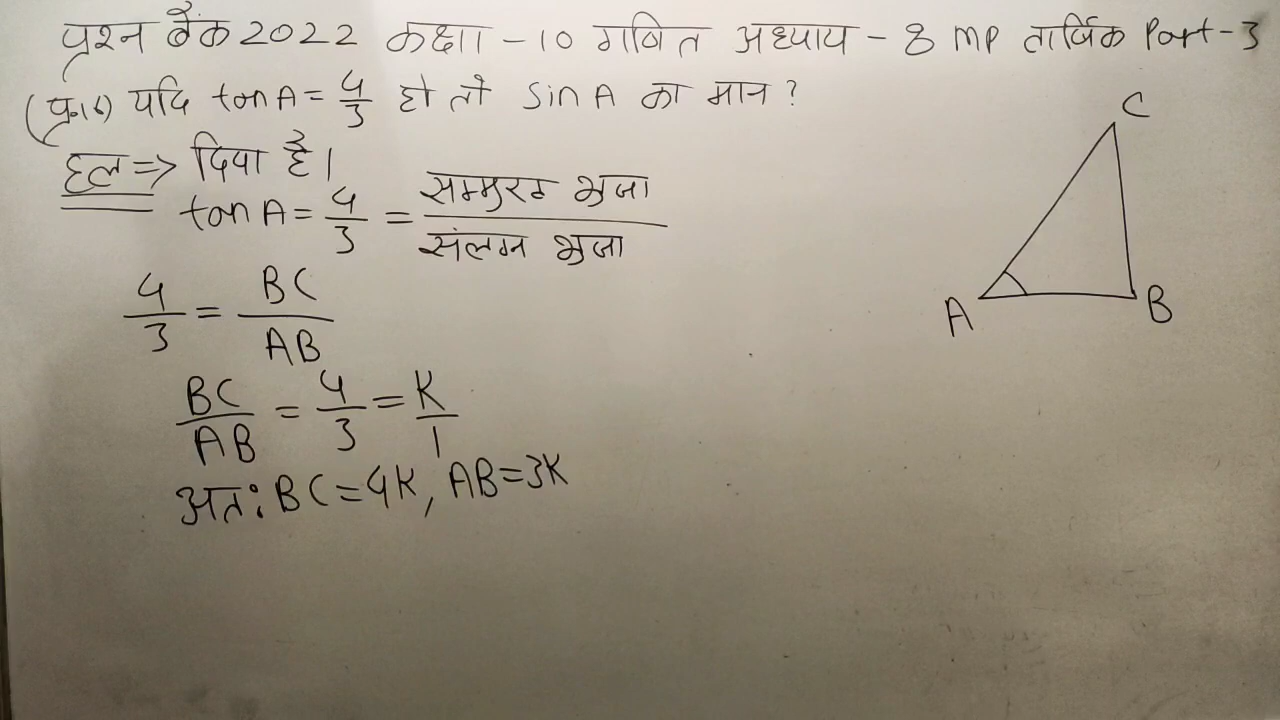 प्रश्न बैंक 2022 कक्षा - 10 गणित अध्याय - 8 MP तार्किक Part - 3
(प्र.16) यदि tan A = 4/3 हो तो sin A का मान ?
हल => दिया है।
tan A = 4/3 = सम्मुख भुजा / संलग्न भुजा
4/3 = BC/AB
BC/AB = 4/3 = K/1
अतः BC = 4K, AB = 3K
C
A
B